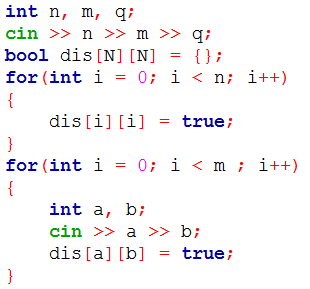 int n, m, q;
cin >> n >> m >> q;
bool dis[N][N] = {};
for(int i = 0; i < n; i++)
{
    dis[i][i] = true;
}
for(int i = 0; i < m ; i++)
{
    int a, b;
    cin >> a >> b;
    dis[a][b] = true;
}